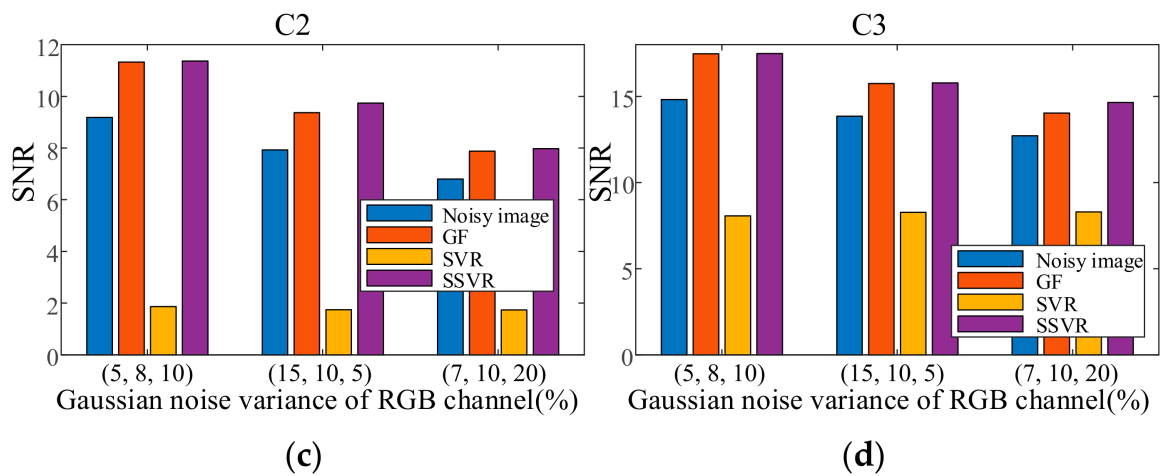 C2
12
10
8
6
4
2
0
SNR
Noisy image
GF
SVR
SSVR
(5, 8, 10) (15, 10, 5) (7, 10, 20)
Gaussian noise variance of RGB channel(%)
(c)
C3
15
10
5
0
SNR
Noisy image
GF
SVR
SSVR
(5, 8, 10) (15, 10, 5) (7, 10, 20)
Gaussian noise variance of RGB channel(%)
(d)